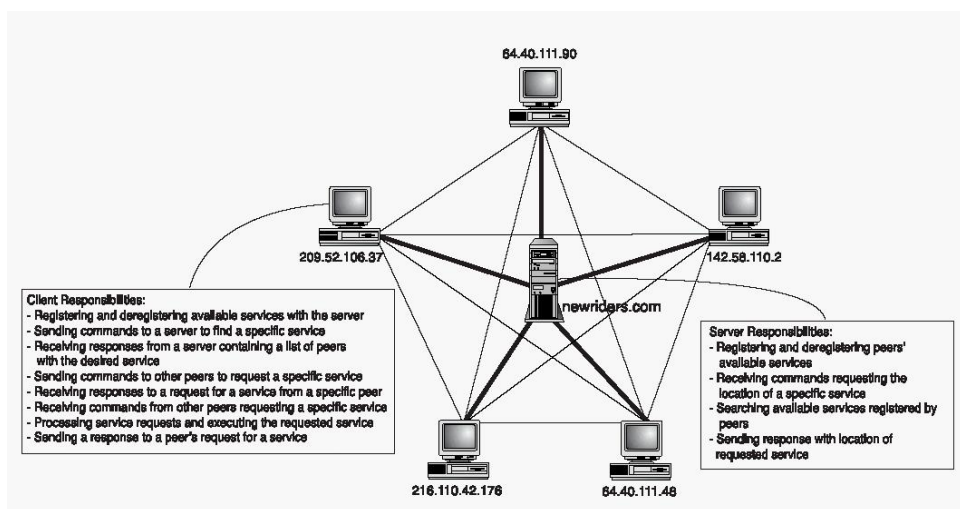 64.40.111.90
209.52.106.37
142.58.110.2
newriders.com
Client Responsibilities:
- Registering and deregistering available services with the server
- Sending commands to a server to find a specific service
- Receiving responses from a server containing a list of peers
with the desired service
- Sending commands to other peers to request a specific service
- Receiving responses to a request for a service from a specific peer
- Receiving commands from other peers requesting a specific service
- Processing service requests and executing the requested service
- Sending a response to a peer's request for a service
Server Responsibilities:
- Registering and deregistering peers'
available services
- Receiving commands requesting the
location of a specific service
- Searching available services registered by
peers
- Sending response with location of
requested service
216.110.42.176
64.40.111.48